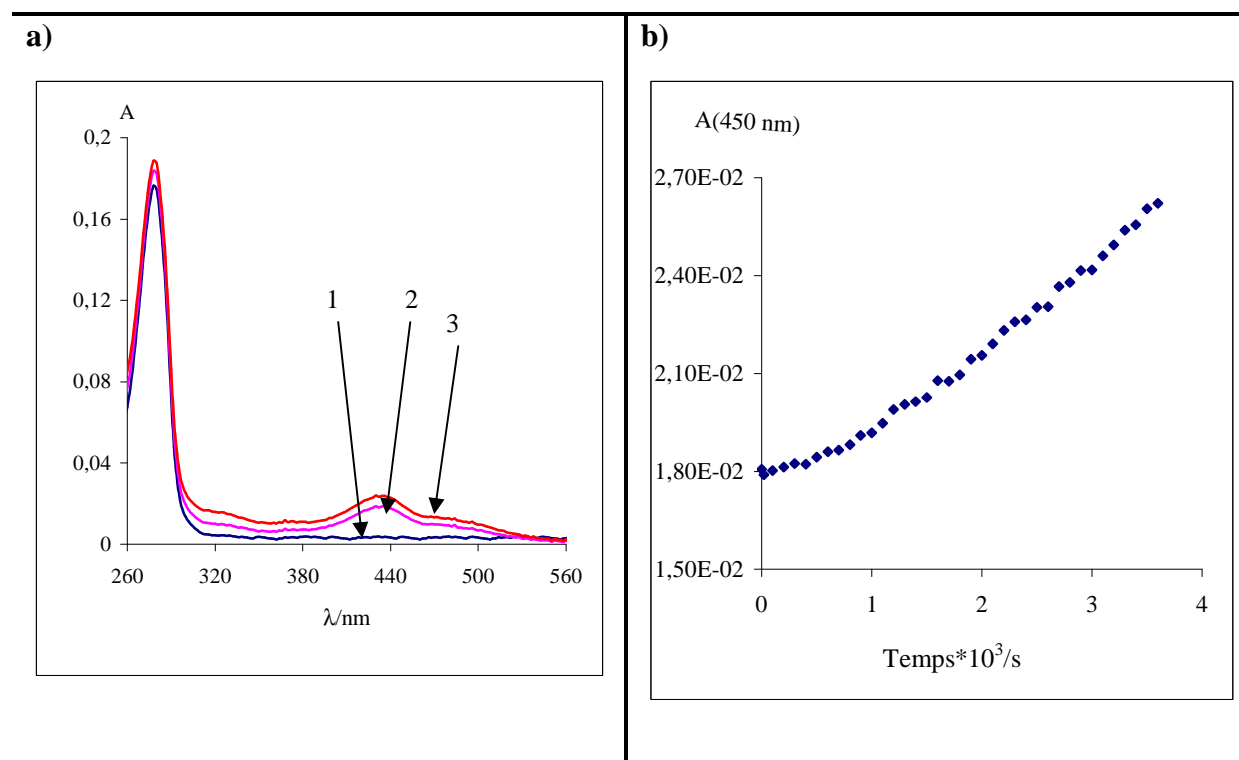 a)
A
0,2
0,16
0,12
0,08
0,04
0
1
2
3
260 320 380 440 500 560
λ/nm
b)
A(450 nm)
2,70E-02
2,40E-02
2,10E-02
1,80E-02
1,50E-02
0 1 2 3 4
Temps*10³/s